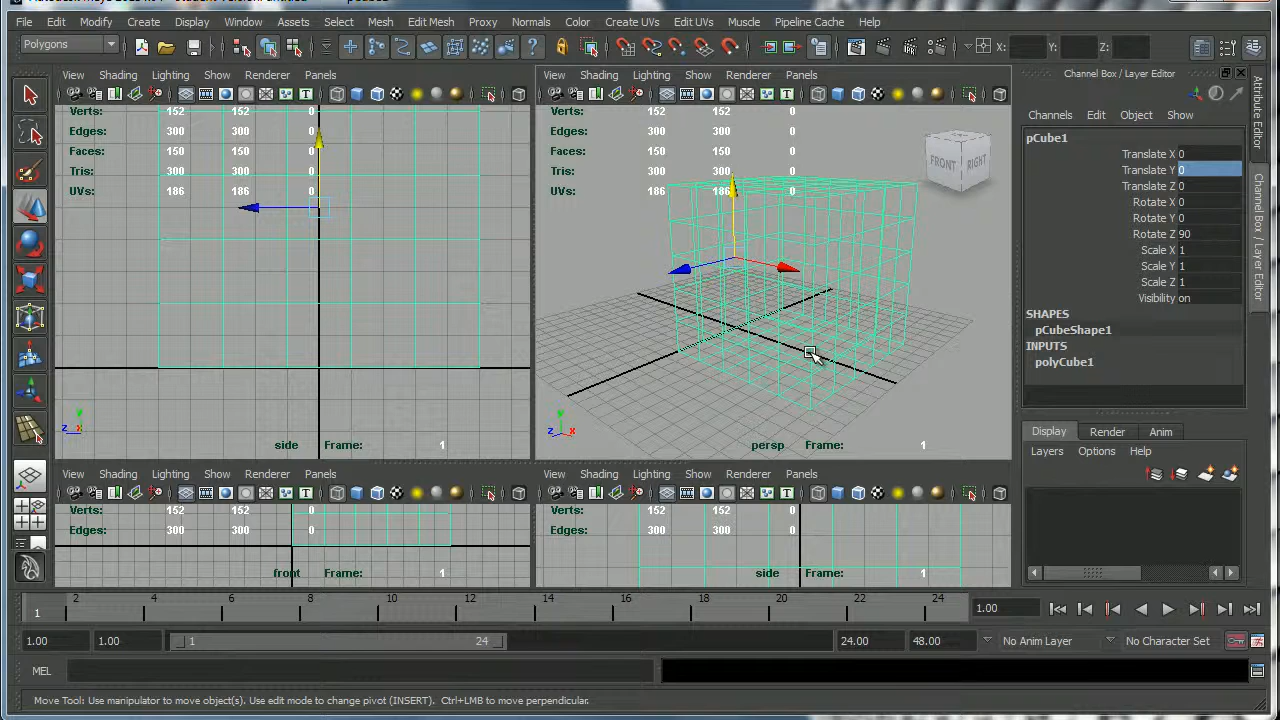 File Edit Modify Create Display Window Assets Select Mesh Edit Mesh Proxy Normals Color Create UVs Edit UVs Muscle Pipeline Cache Help
Polygons
X: Y: Z:
View Shading Lighting Show Renderer Panels
Verts: 152 152 0
Edges: 300 300 0
Faces: 150 150 0
Tris: 300 300 0
UVs: 186 186 0
y
z x
side Frame: 1
View Shading Lighting Show Renderer Panels
Verts: 152 152 0
Edges: 300 300 0
Faces: 150 150 0
Tris: 300 300 0
UVs: 186 186 0
FRONT RIGHT
y
z x
persp Frame: 1
View Shading Lighting Show Renderer Panels
Verts: 152 152 0
Edges: 300 300 0
front Frame: 1
View Shading Lighting Show Renderer Panels
Verts: 152 152 0
Edges: 300 300 0
side Frame: 1
Channel Box / Layer Editor
Channels Edit Object Show
pCube1
Translate X 0
Translate Y 0
Translate Z 0
Rotate X 0
Rotate Y 0
Rotate Z 90
Scale X 1
Scale Y 1
Scale Z 1
Visibility on
SHAPES
pCubeShape1
INPUTS
polyCube1
Display Render Anim
Layers Options Help
Attribute Editor
Channel Box / Layer Editor
1 2 4 6 8 10 12 14 16 18 20 22 24
1.00
1.00 1.00 1 24 24.00 48.00 No Anim Layer No Character Set
MEL
Move Tool: Use manipulator to move object(s). Use edit mode to change pivot (INSERT). Ctrl+LMB to move perpendicular.